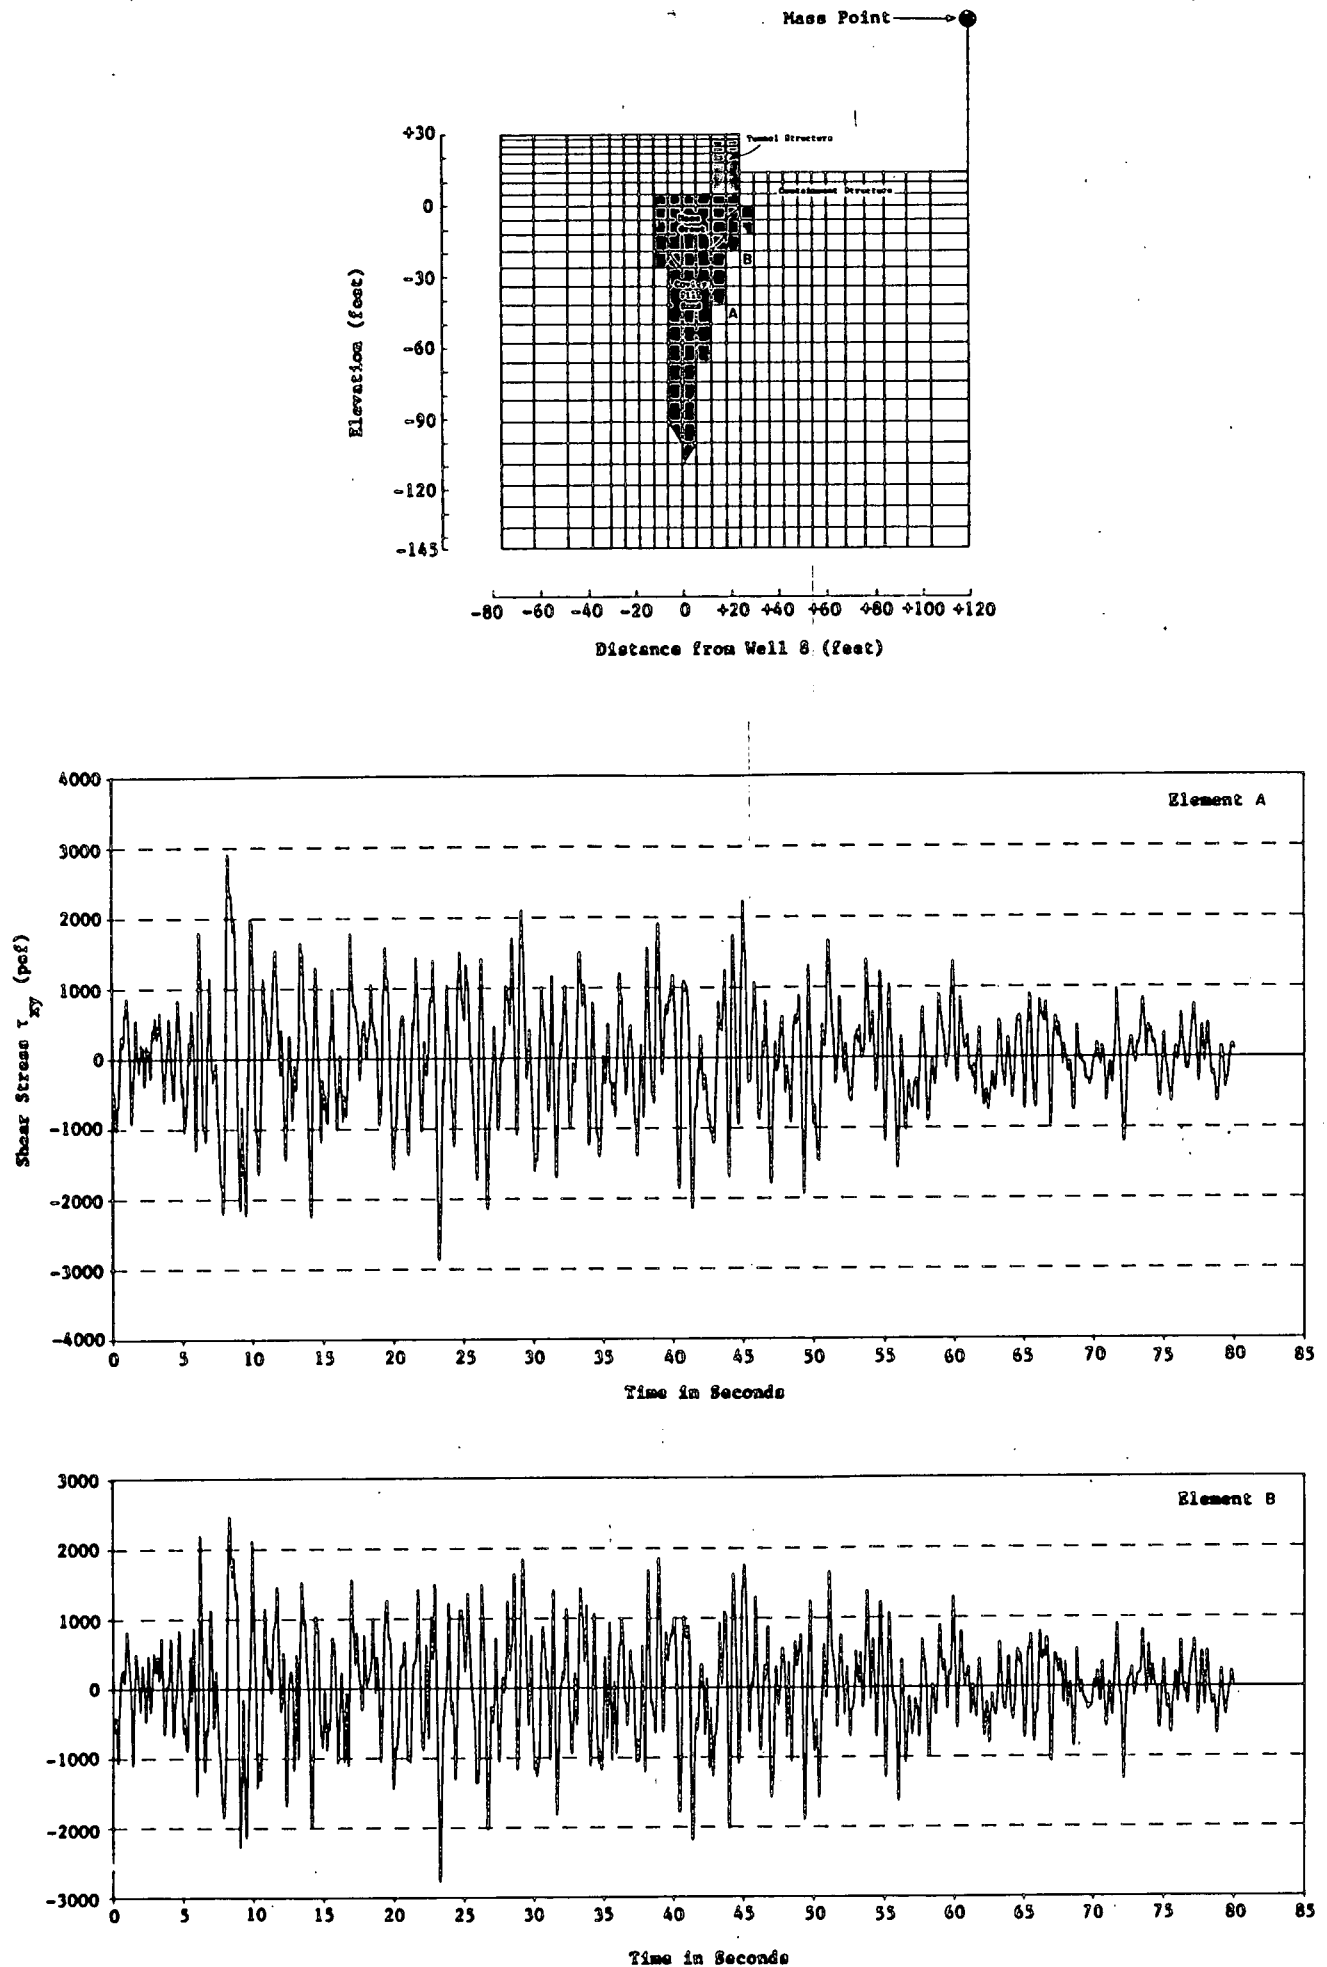 Mass Point
+30
Tunnel Structure
Containment Structure
0
B
-30
A
-60
-90
-120
-145
Elevation (feet)
-80 -60 -40 -20 0 +20 +40 +60 +80 +100 +120
Distance from Well 8 (feet)
4000
Element A
3000
2000
1000
0
-1000
-2000
-3000
-4000
Shear Stress τxy (psf)
0 5 10 15 20 25 30 35 40 45 50 55 60 65 70 75 80 85
Time in Seconds
3000
Element B
2000
1000
0
-1000
-2000
-3000
0 5 10 15 20 25 30 35 40 45 50 55 60 65 70 75 80 85
Time in Seconds